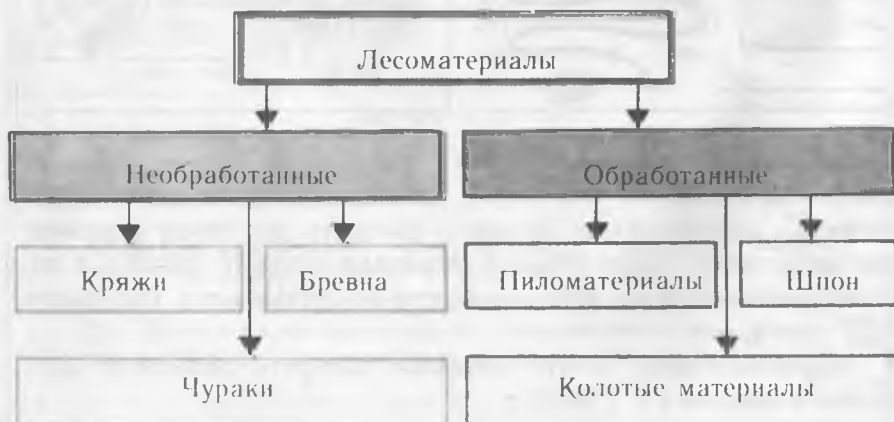 Лесоматериалы
Необработанные
Обработанные
Кряжи
Бревна
Пиломатериалы
Шпон
Чураки
Колотые материалы